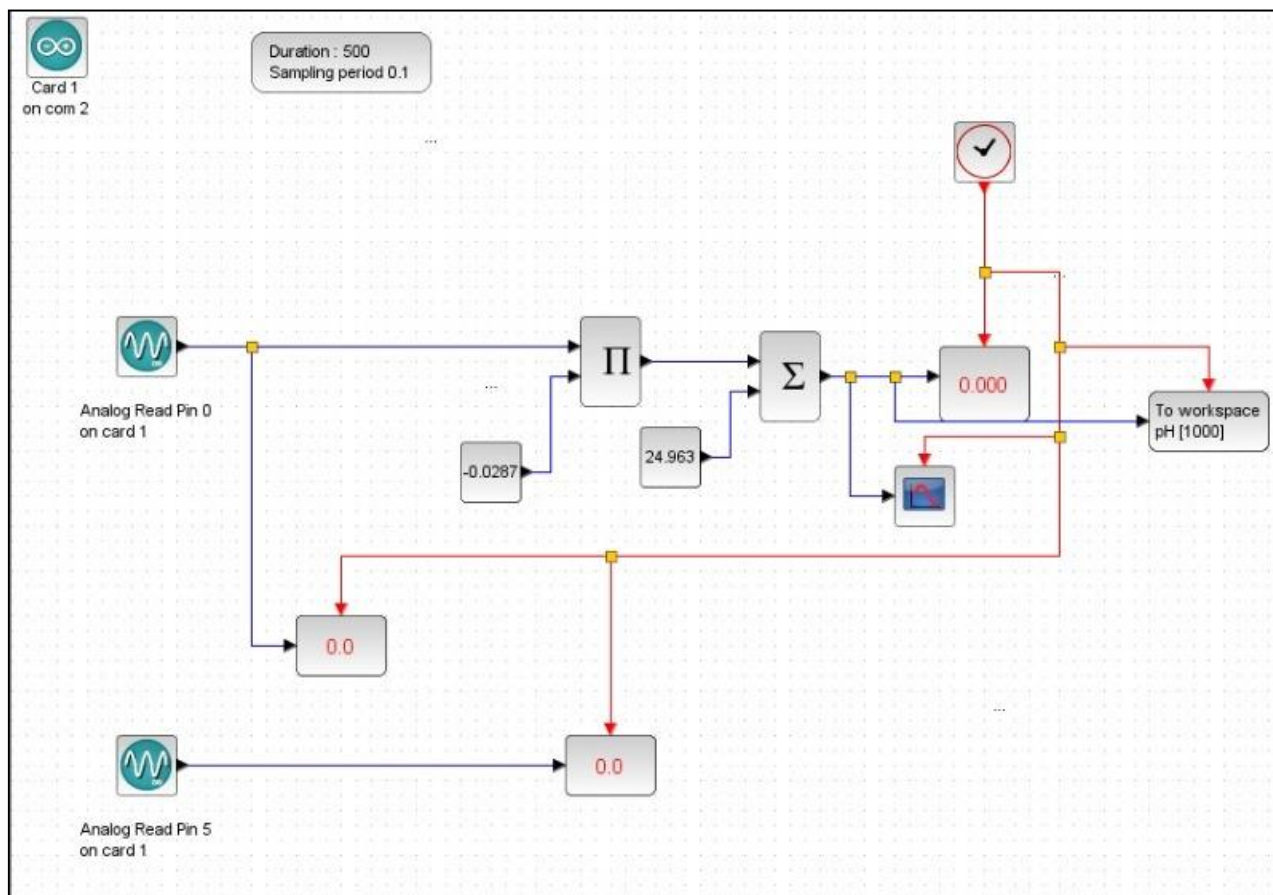 Card 1
on com 2
Duration : 500
Sampling period 0.1
...
...
Analog Read Pin 0
on card 1
...
Π
Σ
0.000
To workspace
pH [1000]
-0.0287
24.963
0.0
...
0.0
Analog Read Pin 5
on card 1